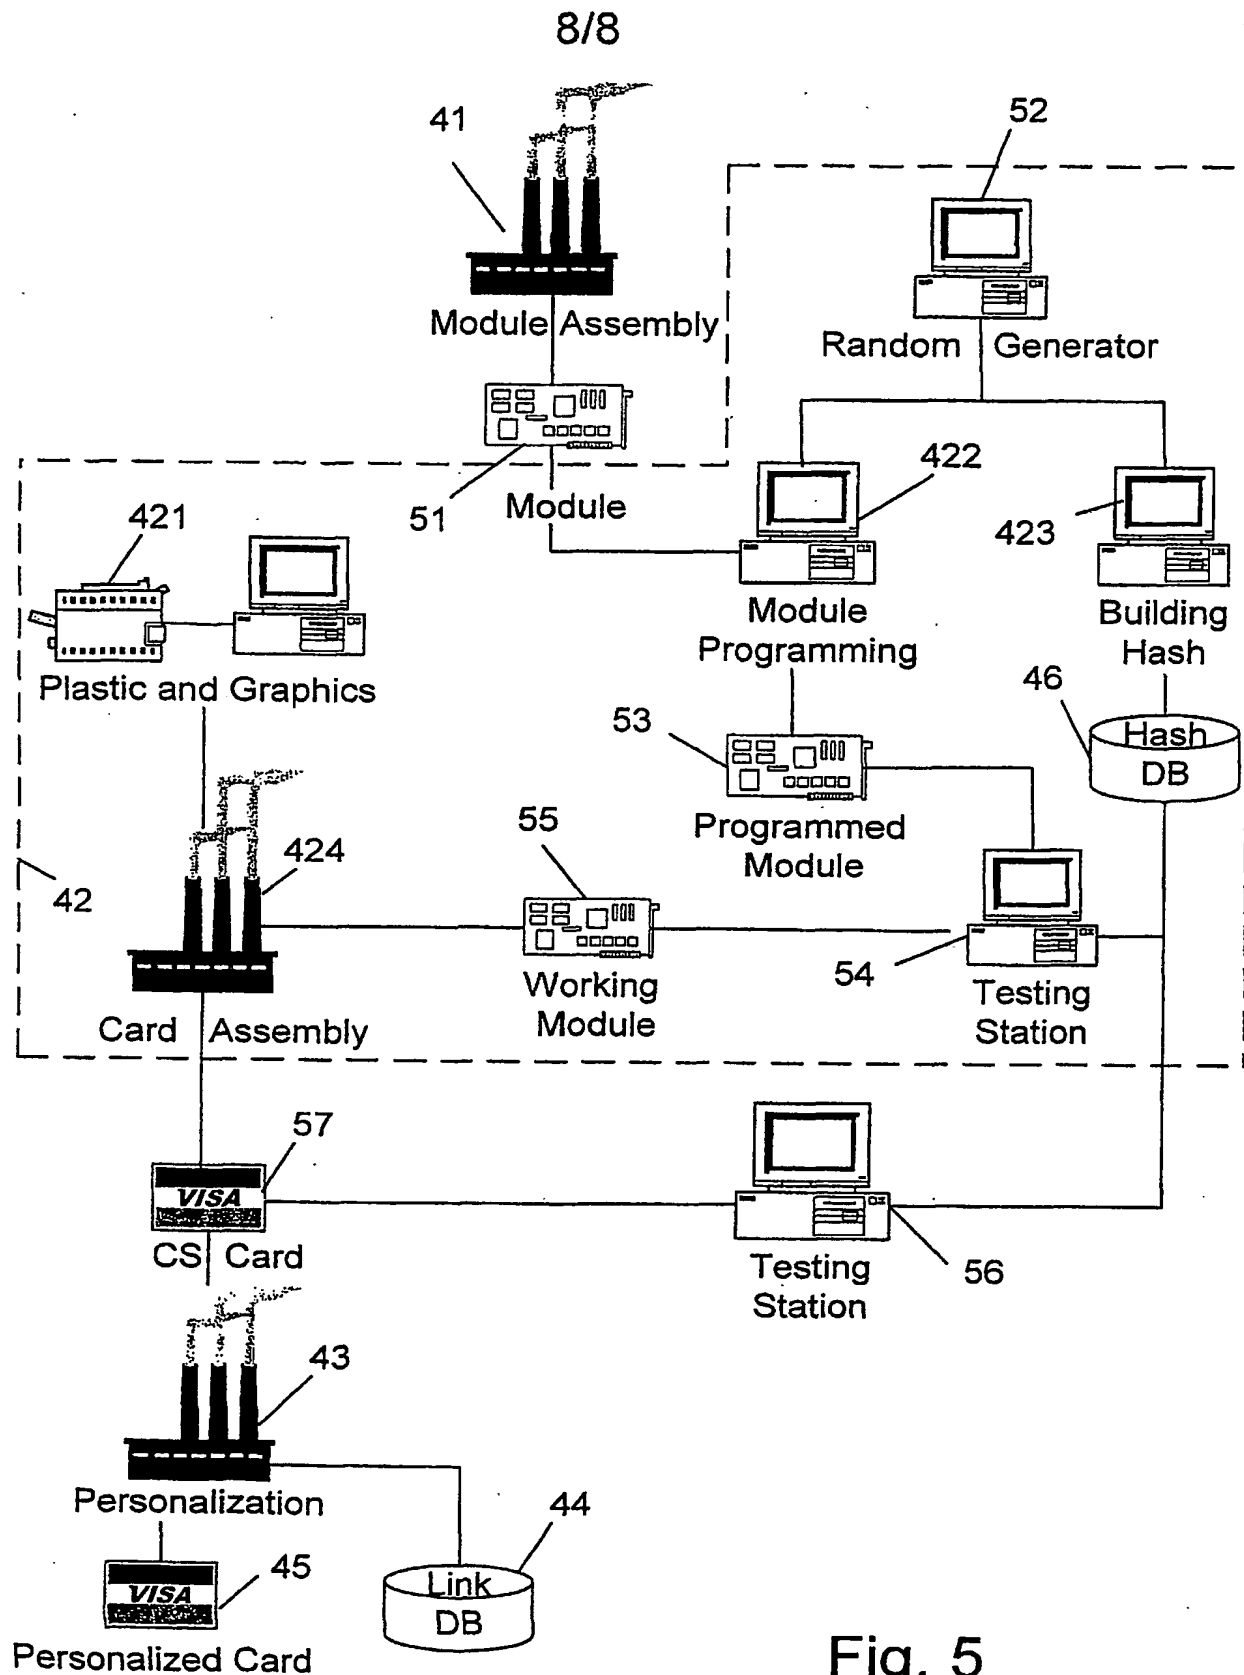 8/8
41
52
Module Assembly
Random Generator
51
Module
422
423
421
Module
Programming
Building
Hash
Plastic and Graphics
46
Hash
DB
53
Programmed
Module
55
424
42
54
Working
Module
Testing
Station
Card Assembly
57
VISA
CS Card
Testing
Station
56
43
Personalization
44
45
VISA
Link
DB
Personalized Card
Fig. 5